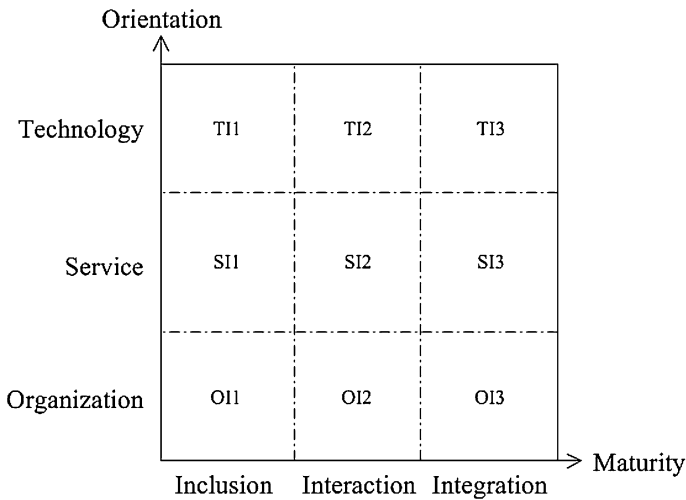 Orientation
Technology TI1 TI2 TI3
Service SI1 SI2 SI3
Organization OI1 OI2 OI3
Maturity
Inclusion Interaction Integration